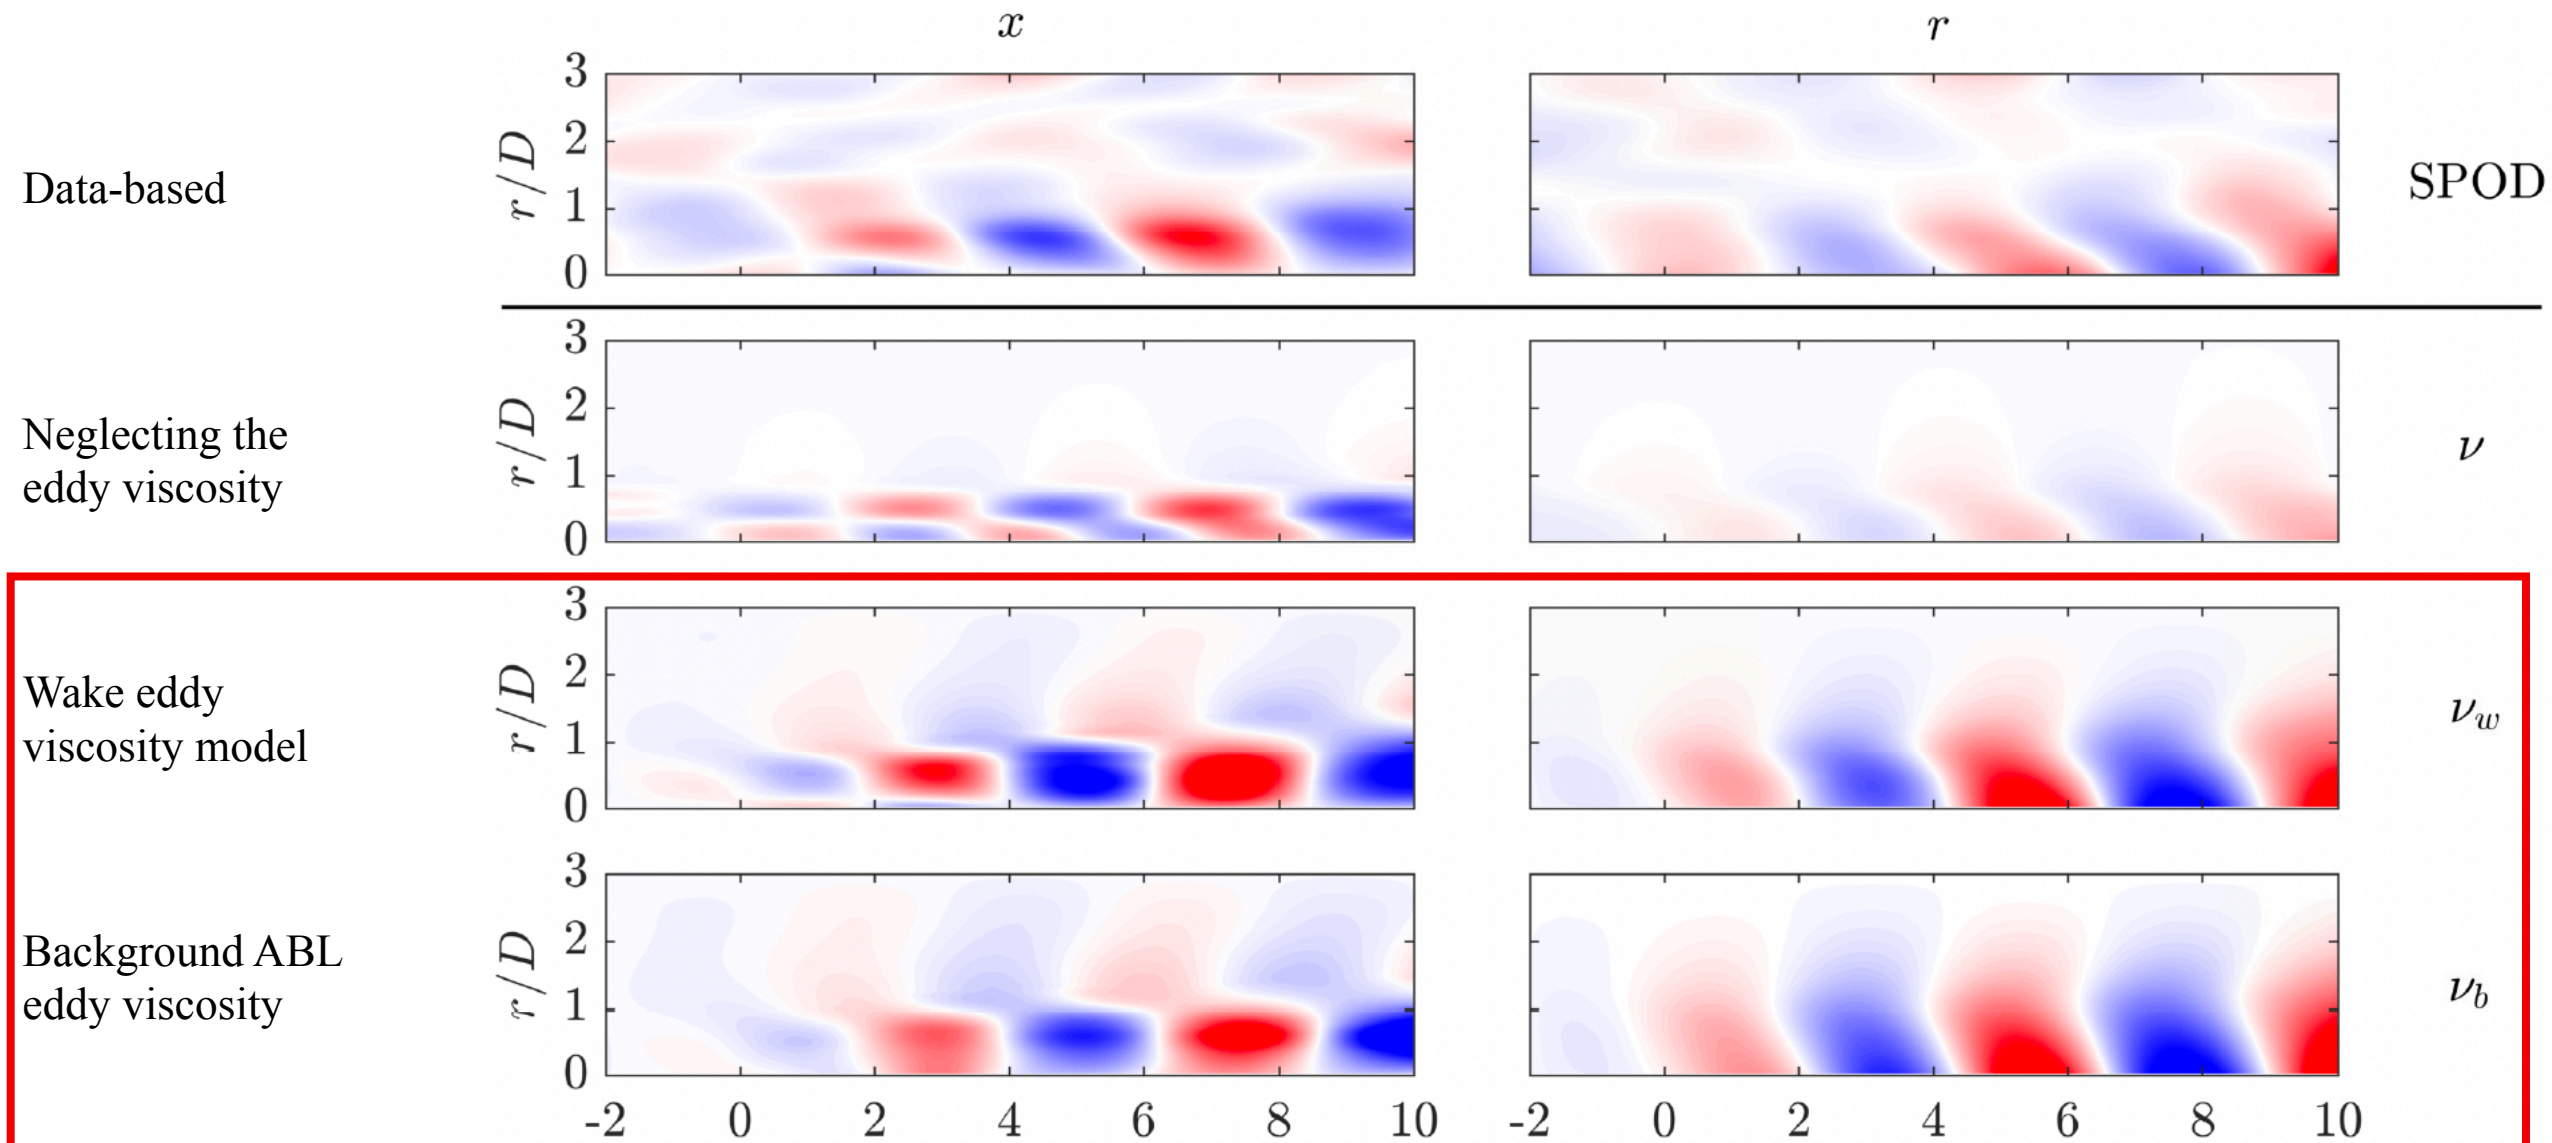 x
r
3
2
1
0
r/D
Data-based
SPOD
3
2
1
0
r/D
Neglecting the
eddy viscosity
ν
3
2
1
0
r/D
Wake eddy
viscosity model
νw
3
2
1
0
r/D
Background ABL
eddy viscosity
νb
-2 0 2 4 6 8 10
-2 0 2 4 6 8 10